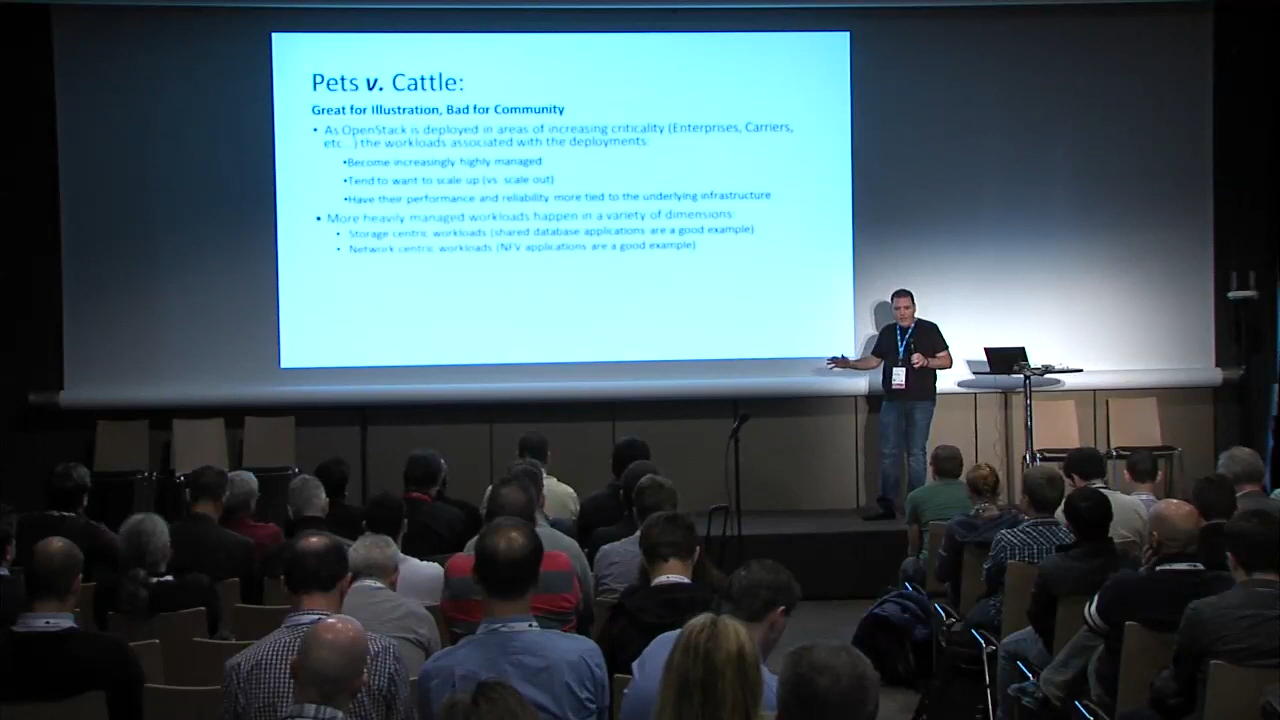 Pets v. Cattle:
Great for Illustration, Bad for Community
• As OpenStack is deployed in areas of increasing criticality (Enterprises, Carriers,
etc..) the workloads associated with the deployments:
•Become increasingly highly managed
•Tend to want to scale up (vs. scale out)
•Have their performance and reliability more tied to the underlying infrastructure
• More heavily managed workloads happen in a variety of dimensions:
• Storage centric workloads (shared database applications are a good example)
• Network centric workloads (NFV applications are a good example)